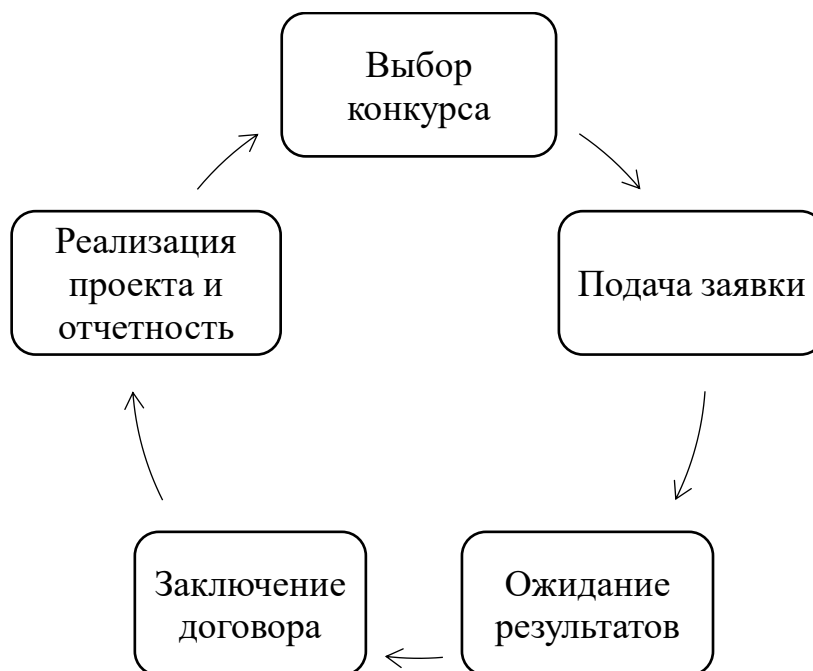 Выбор
конкурса
Подача заявки
Ожидание
результатов
Заключение
договора
Реализация
проекта и
отчетность